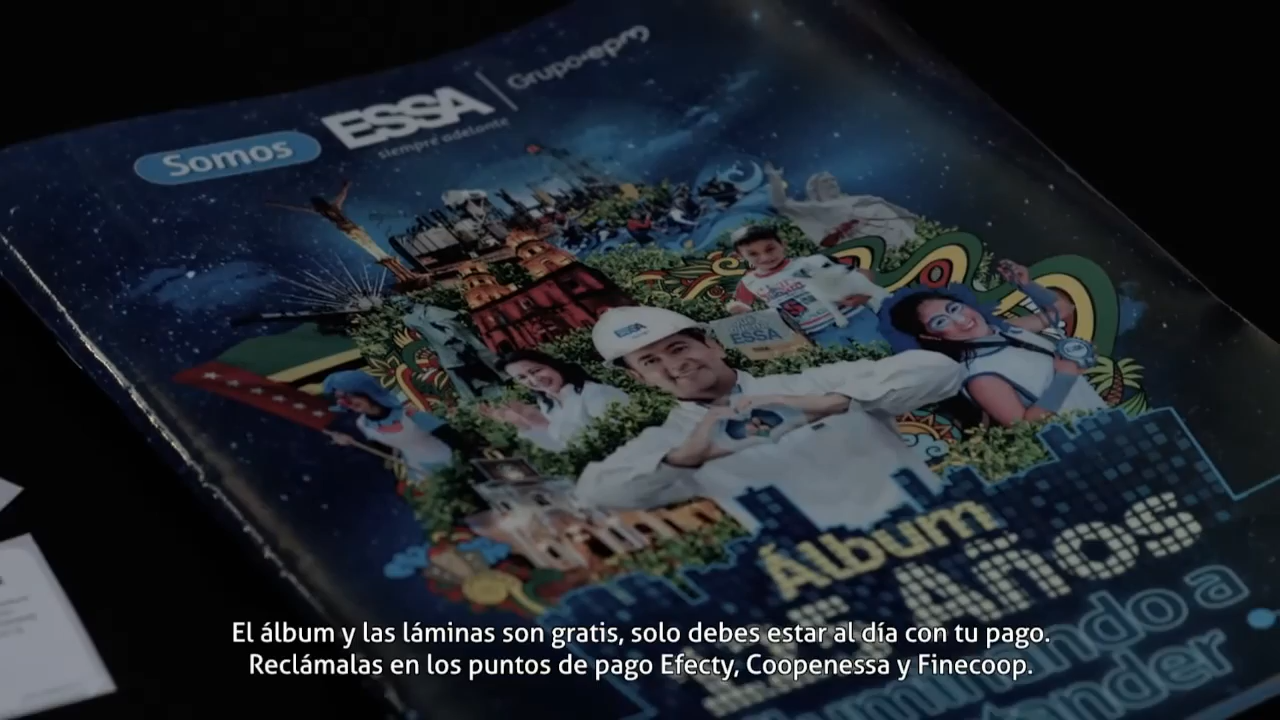 Somos
ESSA
siempre adelante
Grupo·epm
ESSA
ESSA
Álbum
Años
El álbum y las láminas son gratis, solo debes estar al día con tu pago.
Reclámalas en los puntos de pago Efecty, Coopenessa y Finecoop.